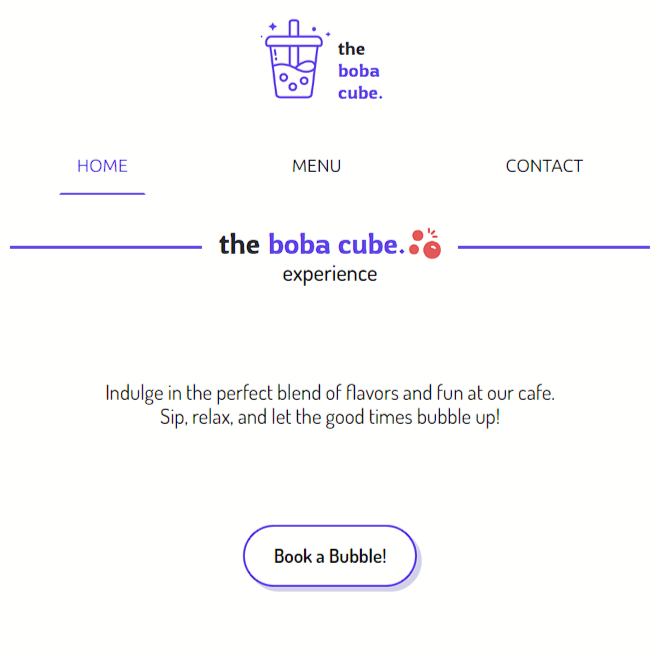 the
boba
cube.
HOME
MENU
CONTACT
the boba cube.
experience
Indulge in the perfect blend of flavors and fun at our cafe.
Sip, relax, and let the good times bubble up!
Book a Bubble!